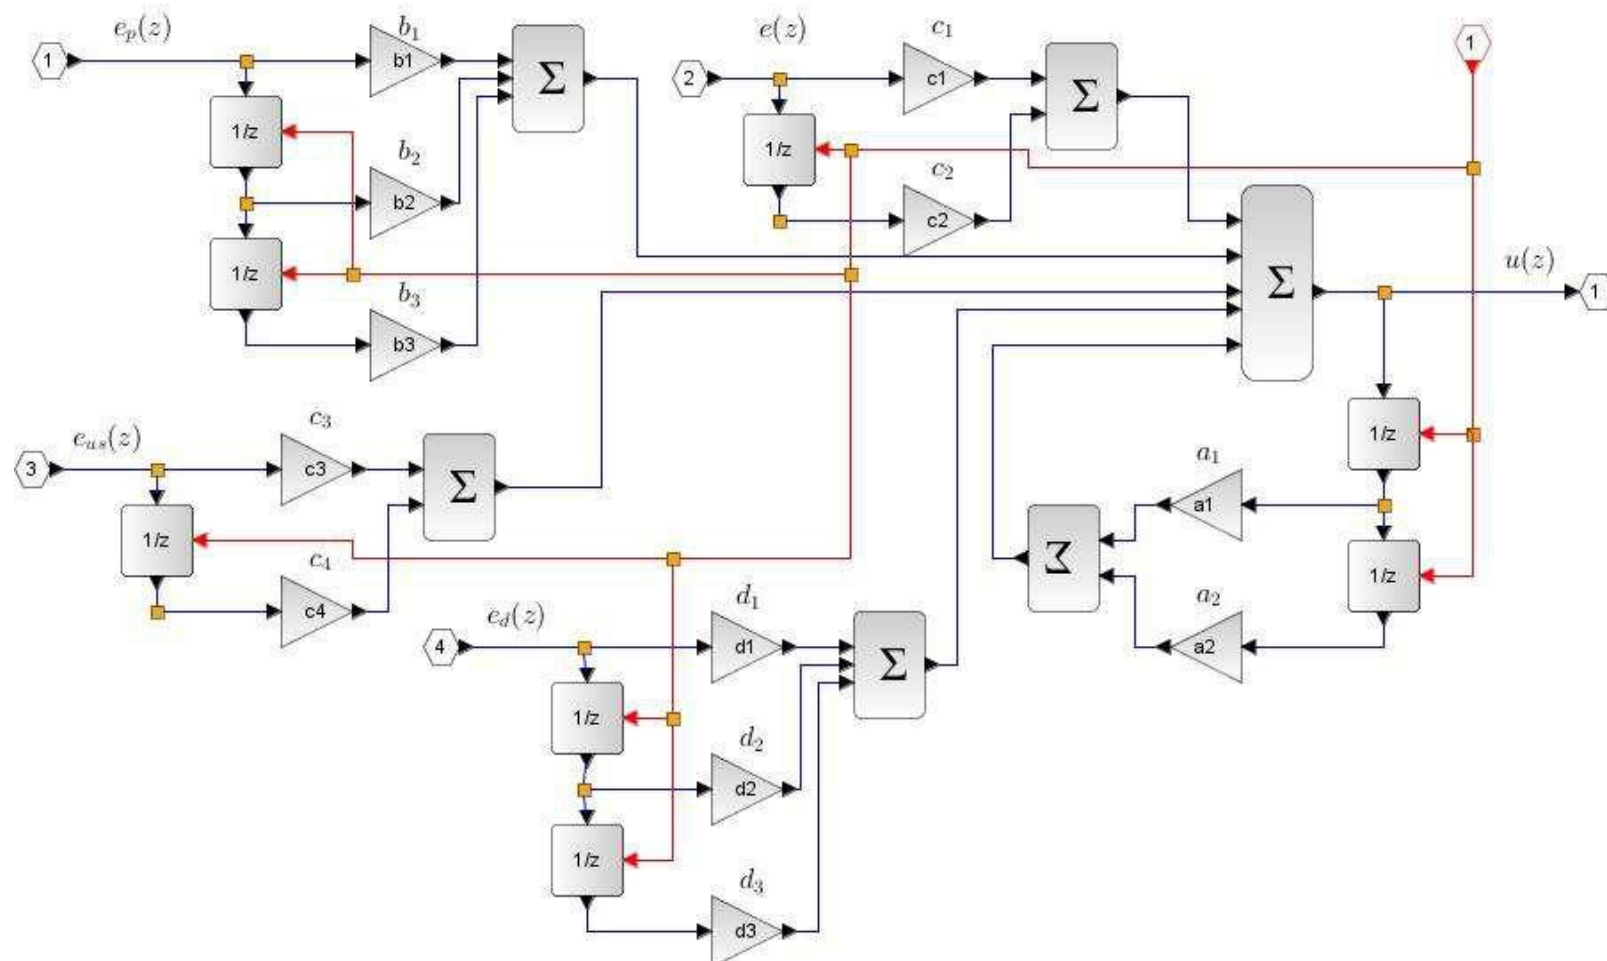 e_p(z)
b_1
e(z)
c_1
1
1
b1
Σ
2
c1
Σ
1/z
b_2
1/z
c_2
b2
c2
1/z
b_3
Σ
u(z)
1
b3
e_us(z)
c_3
1/z
3
c3
Σ
a_1
a1
1/z
c_4
Σ
1/z
c4
e_d(z)
d_1
a_2
4
d1
Σ
a2
1/z
d_2
d2
1/z
d_3
d3